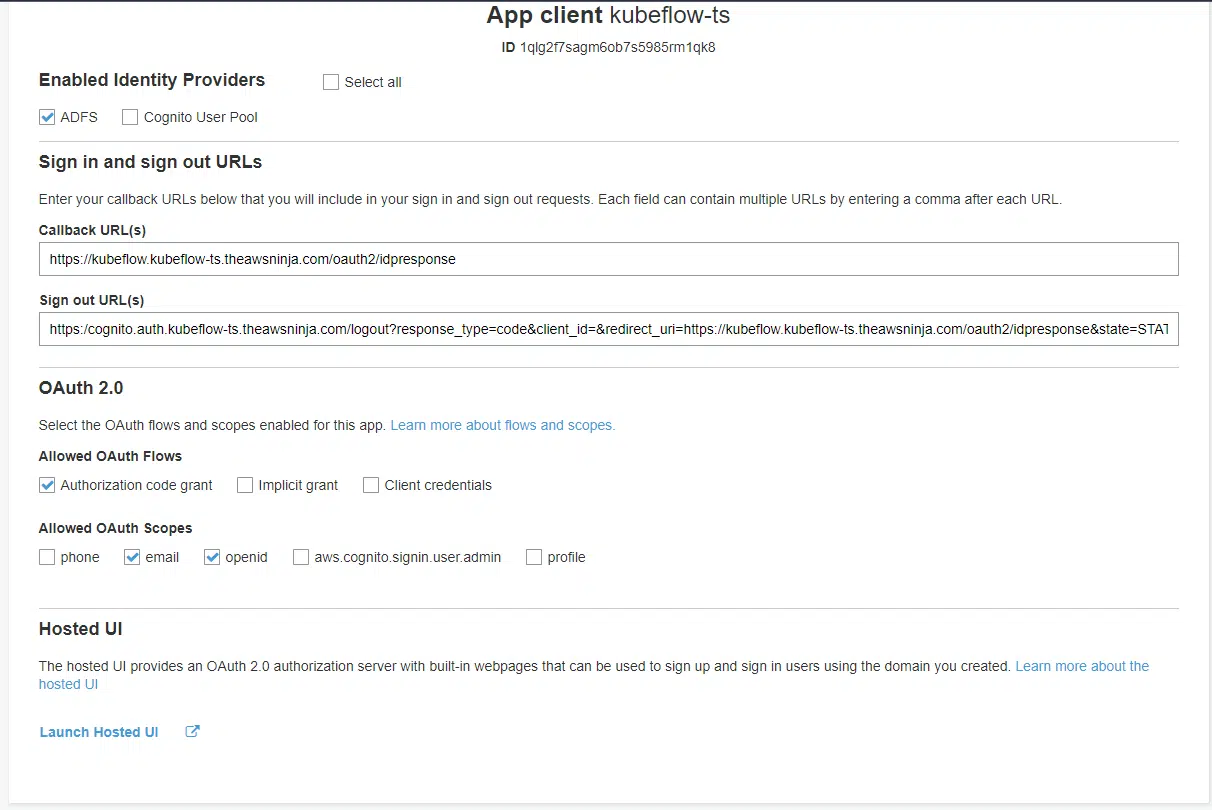 App client kubeflow-ts
ID 1qlg2f7sagm6ob7s5985rm1qk8
Enabled Identity Providers Select all
ADFS Cognito User Pool
Sign in and sign out URLs
Enter your callback URLs below that you will include in your sign in and sign out requests. Each field can contain multiple URLs by entering a comma after each URL.
Callback URL(s)
https://kubeflow.kubeflow-ts.theawsninja.com/oauth2/idpresponse
Sign out URL(s)
https:/cognito.auth.kubeflow-ts.theawsninja.com/logout?response_type=code&client_id=&redirect_uri=https://kubeflow.kubeflow-ts.theawsninja.com/oauth2/idpresponse&state=STAT
OAuth 2.0
Select the OAuth flows and scopes enabled for this app. Learn more about flows and scopes.
Allowed OAuth Flows
Authorization code grant Implicit grant Client credentials
Allowed OAuth Scopes
phone email openid aws.cognito.signin.user.admin profile
Hosted UI
The hosted UI provides an OAuth 2.0 authorization server with built-in webpages that can be used to sign up and sign in users using the domain you created. Learn more about the
hosted UI
Launch Hosted UI